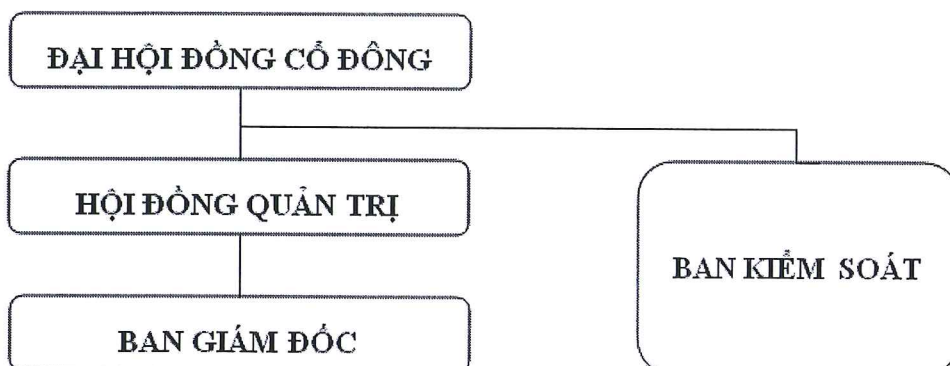 ĐẠI HỘI ĐỒNG CỔ ĐÔNG
HỘI ĐỒNG QUẢN TRỊ
BAN KIỂM SOÁT
BAN GIÁM ĐỐC